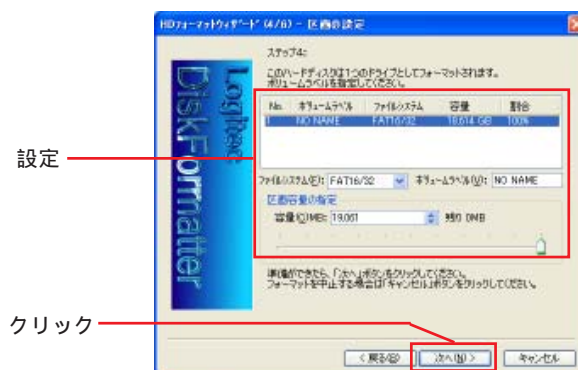 HDフォーマットウィザード (4/6) - 区画の設定
Logitec
DiskFormatter
ステップ4:
このハードディスクは1つのドライブとしてフォーマットされます。
ボリュームラベルを指定してください。
No. ボリュームラベル ファイルシステム 容量 割合
1 NO NAME FAT16/32 18.614 GB 100%
設定
ファイルシステム(F): FAT16/32 ボリュームラベル(V): NO NAME
区画容量の指定
容量(C)MB: 19,061 残り 0MB
準備ができたら、「次へ」ボタンをクリックしてください。
フォーマットを中止する場合は「キャンセル」ボタンをクリックしてください。
クリック
< 戻る(B) 次へ(N) > キャンセル